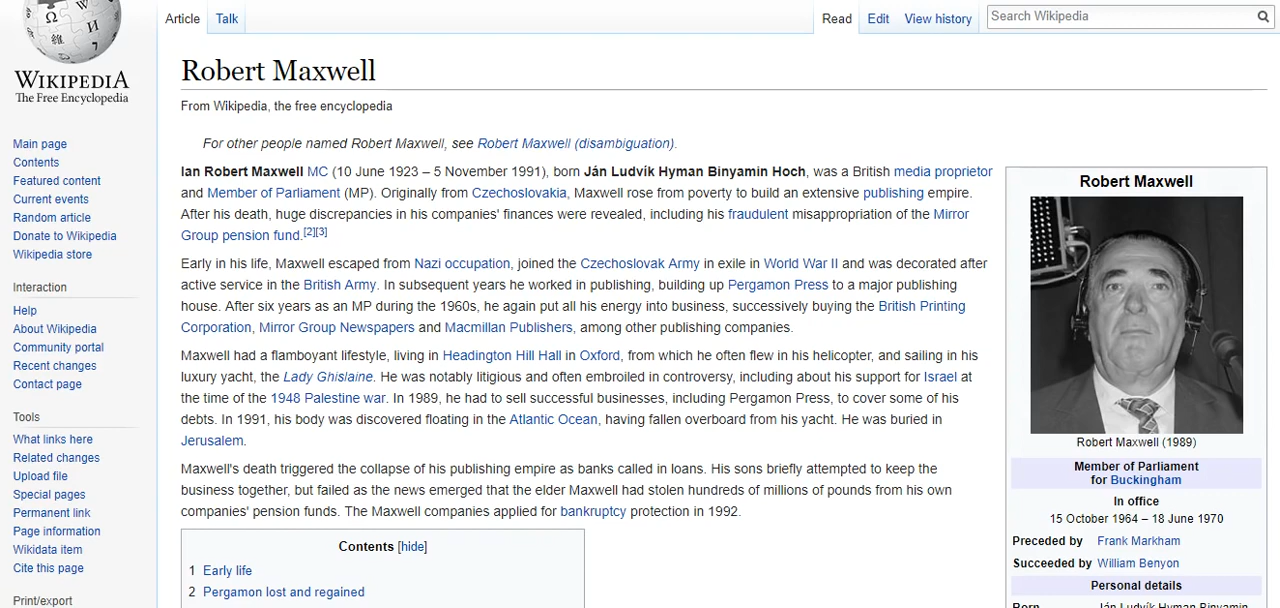 Article Talk Read Edit View history Search Wikipedia
WIKIPEDIA
The Free Encyclopedia
Main page
Contents
Featured content
Current events
Random article
Donate to Wikipedia
Wikipedia store
Interaction
Help
About Wikipedia
Community portal
Recent changes
Contact page
Tools
What links here
Related changes
Upload file
Special pages
Permanent link
Page information
Wikidata item
Cite this page
Print/export
Robert Maxwell
From Wikipedia, the free encyclopedia
For other people named Robert Maxwell, see Robert Maxwell (disambiguation).
Ian Robert Maxwell MC (10 June 1923 – 5 November 1991), born Ján Ludvík Hyman Binyamin Hoch, was a British media proprietor
and Member of Parliament (MP). Originally from Czechoslovakia, Maxwell rose from poverty to build an extensive publishing empire.
After his death, huge discrepancies in his companies' finances were revealed, including his fraudulent misappropriation of the Mirror
Group pension fund.[2][3]
Early in his life, Maxwell escaped from Nazi occupation, joined the Czechoslovak Army in exile in World War II and was decorated after
active service in the British Army. In subsequent years he worked in publishing, building up Pergamon Press to a major publishing
house. After six years as an MP during the 1960s, he again put all his energy into business, successively buying the British Printing
Corporation, Mirror Group Newspapers and Macmillan Publishers, among other publishing companies.
Maxwell had a flamboyant lifestyle, living in Headington Hill Hall in Oxford, from which he often flew in his helicopter, and sailing in his
luxury yacht, the Lady Ghislaine. He was notably litigious and often embroiled in controversy, including about his support for Israel at
the time of the 1948 Palestine war. In 1989, he had to sell successful businesses, including Pergamon Press, to cover some of his
debts. In 1991, his body was discovered floating in the Atlantic Ocean, having fallen overboard from his yacht. He was buried in
Jerusalem.
Maxwell's death triggered the collapse of his publishing empire as banks called in loans. His sons briefly attempted to keep the
business together, but failed as the news emerged that the elder Maxwell had stolen hundreds of millions of pounds from his own
companies' pension funds. The Maxwell companies applied for bankruptcy protection in 1992.
Contents [hide]
1 Early life
2 Pergamon lost and regained
Robert Maxwell
Robert Maxwell (1989)
Member of Parliament
for Buckingham
In office
15 October 1964 – 18 June 1970
Preceded by Frank Markham
Succeeded by William Benyon
Personal details
Born Ján Ludvík Hyman Binyamin